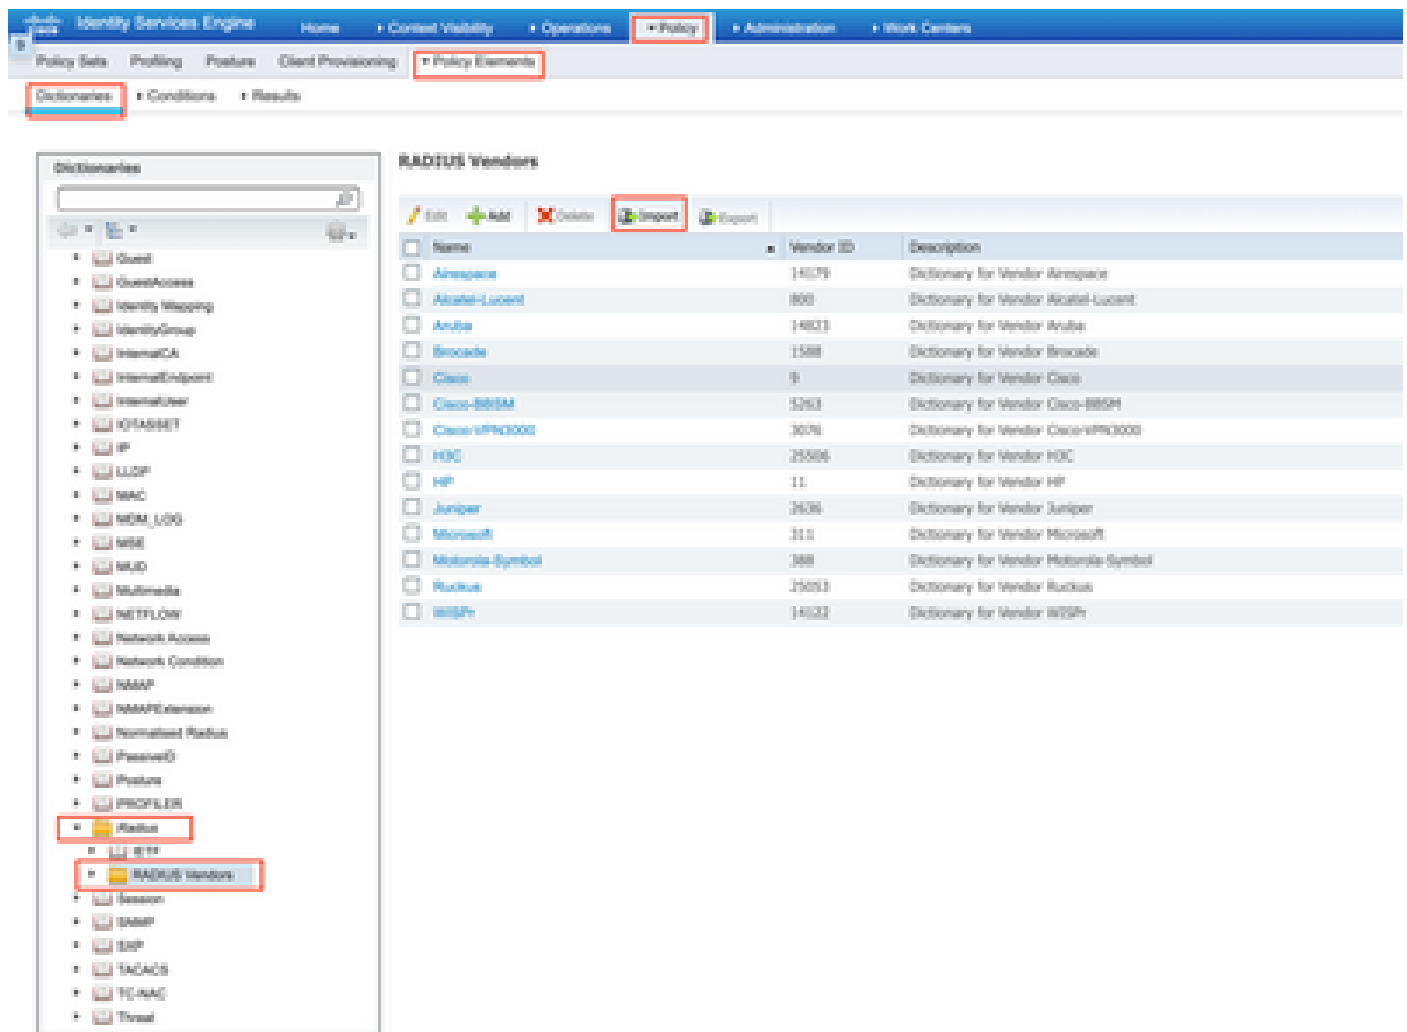 Identity Services Engine Home Context Visibility Operations Policy Administration Work Centers
Policy Sets Profiling Posture Client Provisioning Policy Elements
Dictionaries Conditions Results
Dictionaries
Guest
GuestAccess
Identity Mapping
IdentityGroup
InternalCA
InternalEndpoint
InternalUser
IOTASSET
IP
LLDP
MAC
MDM_LOG
MSE
MUD
Multimedia
NETFLOW
Network Access
Network Condition
NMAP
NMAPExtension
Normalised Radius
PassiveID
Posture
PROFILER
Radius
IETF
RADIUS Vendors
Session
SNMP
SXP
TACACS
TC-NAC
Threat
RADIUS Vendors
Edit Add Delete Import Export
Name Vendor ID Description
Airespace 14179 Dictionary for Vendor Airespace
Alcatel-Lucent 800 Dictionary for Vendor Alcatel-Lucent
Aruba 14823 Dictionary for Vendor Aruba
Brocade 1588 Dictionary for Vendor Brocade
Cisco 9 Dictionary for Vendor Cisco
Cisco-BBSM 5263 Dictionary for Vendor Cisco-BBSM
Cisco-VPN3000 3076 Dictionary for Vendor Cisco-VPN3000
H3C 25506 Dictionary for Vendor H3C
HP 11 Dictionary for Vendor HP
Juniper 2636 Dictionary for Vendor Juniper
Microsoft 311 Dictionary for Vendor Microsoft
Motorola-Symbol 388 Dictionary for Vendor Motorola-Symbol
Ruckus 25053 Dictionary for Vendor Ruckus
WISPr 14122 Dictionary for Vendor WISPr